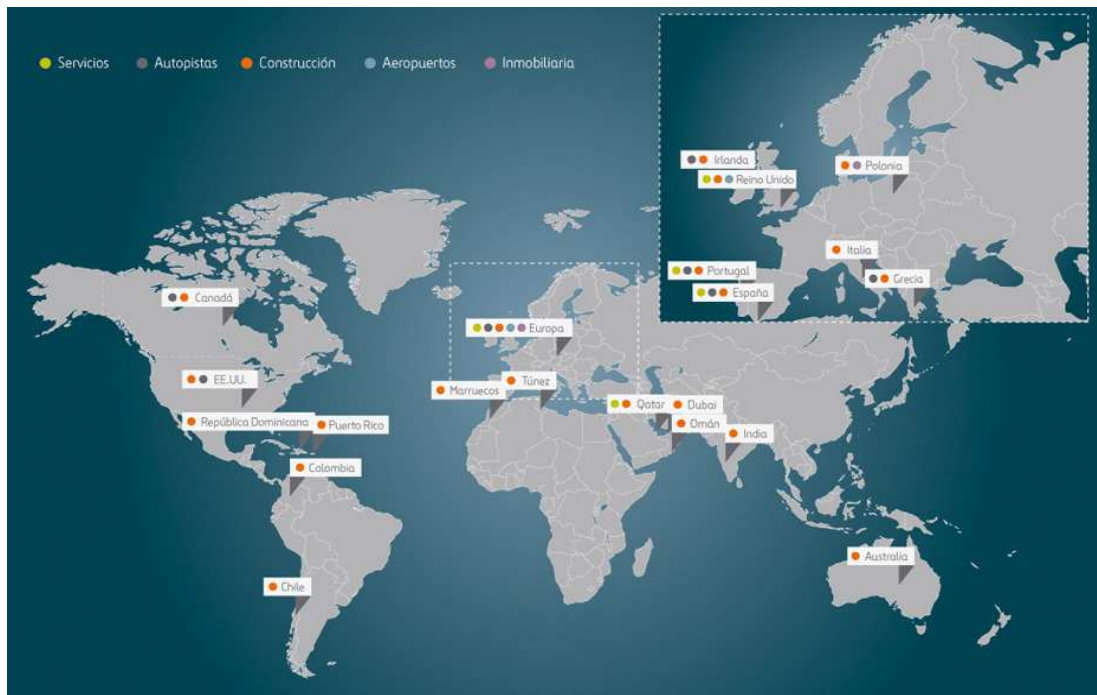 Servicios Autopistas Construcción Aeropuertos Inmobiliaria
Irlanda
Polonia
Reino Unido
Italia
Portugal
Grecia
España
Canadá
Europa
EE.UU.
Túnez
Marruecos
Qatar
Dubai
República Dominicana
Puerto Rico
Omán
India
Colombia
Australia
Chile